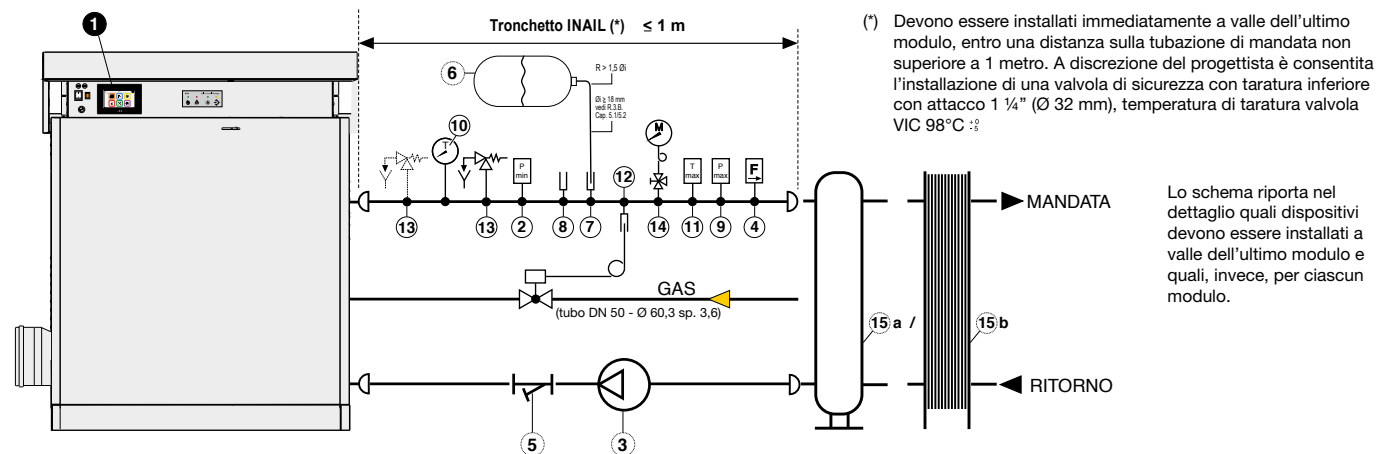 1
Tronchetto INAIL (*) ≤ 1 m
6
R > 1,5 Øi
Øi ≥ 18 mm
vedi R.3.B.
Cap. 5.1/5.2
10
T
M
12
P
min
T
max
P
max
F
13
13
2
8
7
14
11
9
4
MANDATA
GAS
(tubo DN 50 - Ø 60,3 sp. 3,6)
15 a / 15 b
RITORNO
5
3
(*) Devono essere installati immediatamente a valle dell'ultimo
modulo, entro una distanza sulla tubazione di mandata non
superiore a 1 metro. A discrezione del progettista è consentita
l'installazione di una valvola di sicurezza con taratura inferiore
con attacco 1 ¼" (Ø 32 mm), temperatura di taratura valvola
VIC 98°C +0 -5
Lo schema riporta nel
dettaglio quali dispositivi
devono essere installati a
valle dell'ultimo modulo e
quali, invece, per ciascun
modulo.